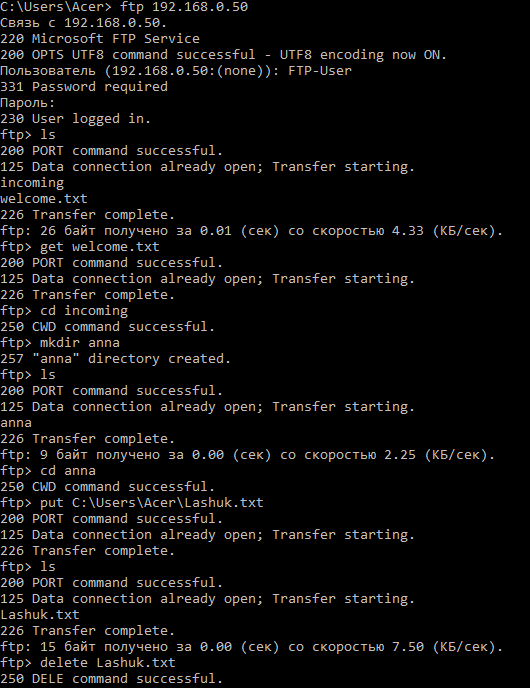 C:\Users\Acer> ftp 192.168.0.50
Связь с 192.168.0.50.
220 Microsoft FTP Service
200 OPTS UTF8 command successful - UTF8 encoding now ON.
Пользователь (192.168.0.50:(none)): FTP-User
331 Password required
Пароль:
230 User logged in.
ftp> ls
200 PORT command successful.
125 Data connection already open; Transfer starting.
incoming
welcome.txt
226 Transfer complete.
ftp: 26 байт получено за 0.01 (сек) со скоростью 4.33 (КБ/сек).
ftp> get welcome.txt
200 PORT command successful.
125 Data connection already open; Transfer starting.
226 Transfer complete.
ftp> cd incoming
250 CWD command successful.
ftp> mkdir anna
257 "anna" directory created.
ftp> ls
200 PORT command successful.
125 Data connection already open; Transfer starting.
anna
226 Transfer complete.
ftp: 9 байт получено за 0.00 (сек) со скоростью 2.25 (КБ/сек).
ftp> cd anna
250 CWD command successful.
ftp> put C:\Users\Acer\Lashuk.txt
200 PORT command successful.
125 Data connection already open; Transfer starting.
226 Transfer complete.
ftp> ls
200 PORT command successful.
125 Data connection already open; Transfer starting.
Lashuk.txt
226 Transfer complete.
ftp: 15 байт получено за 0.00 (сек) со скоростью 7.50 (КБ/сек).
ftp> delete Lashuk.txt
250 DELE command successful.